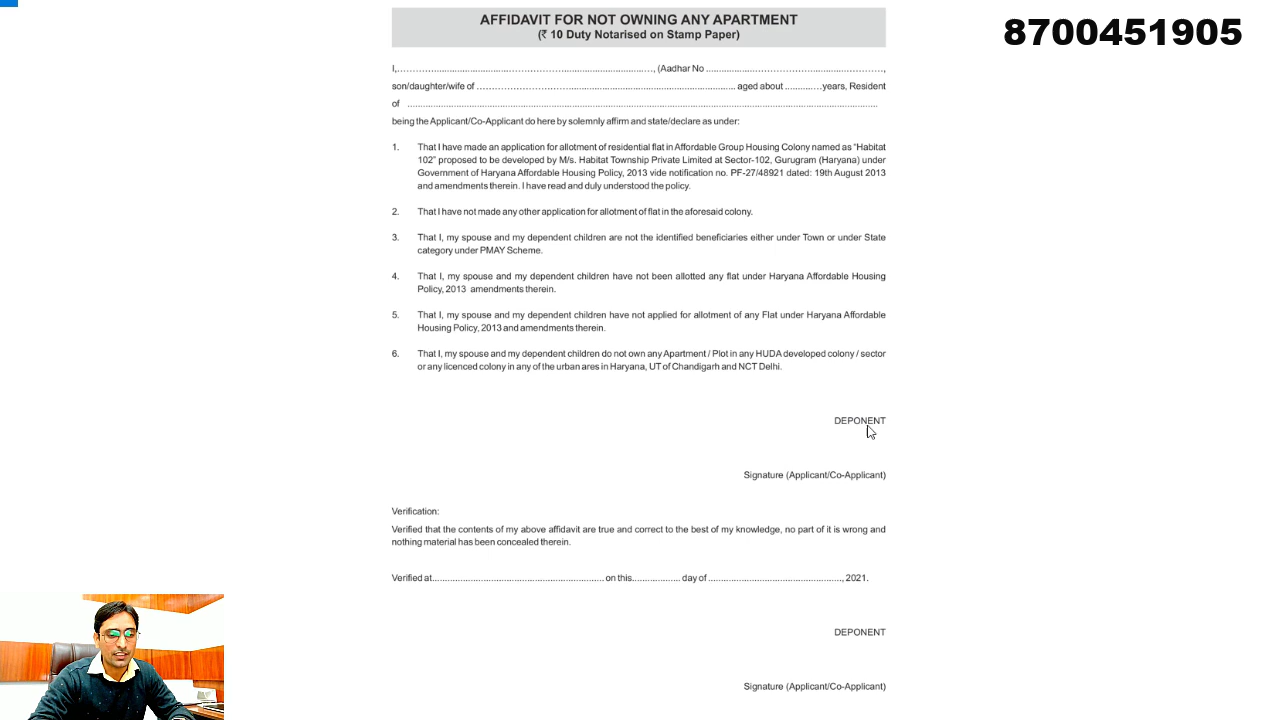 AFFIDAVIT FOR NOT OWNING ANY APARTMENT
(₹ 10 Duty Notarised on Stamp Paper)
8700451905
I,..............................................................................., (Aadhar No ............................................................,
son/daughter/wife of ..................................................................................... aged about .............years, Resident
of ..............................................................................................................................................................
being the Applicant/Co-Applicant do here by solemnly affirm and state/declare as under:
1. That I have made an application for allotment of residential flat in Affordable Group Housing Colony named as “Habitat
102” proposed to be developed by M/s. Habitat Township Private Limited at Sector-102, Gurugram (Haryana) under
Government of Haryana Affordable Housing Policy, 2013 vide notification no. PF-27/48921 dated: 19th August 2013
and amendments therein. I have read and duly understood the policy.
2. That I have not made any other application for allotment of flat in the aforesaid colony.
3. That I, my spouse and my dependent children are not the identified beneficiaries either under Town or under State
category under PMAY Scheme.
4. That I, my spouse and my dependent children have not been allotted any flat under Haryana Affordable Housing
Policy, 2013 amendments therein.
5. That I, my spouse and my dependent children have not applied for allotment of any Flat under Haryana Affordable
Housing Policy, 2013 and amendments therein.
6. That I, my spouse and my dependent children do not own any Apartment / Plot in any HUDA developed colony / sector
or any licenced colony in any of the urban ares in Haryana, UT of Chandigarh and NCT Delhi.
DEPONENT
Signature (Applicant/Co-Applicant)
Verification:
Verified that the contents of my above affidavit are true and correct to the best of my knowledge, no part of it is wrong and
nothing material has been concealed therein.
Verified at........................................................ on this................ day of ............................................, 2021.
DEPONENT
Signature (Applicant/Co-Applicant)